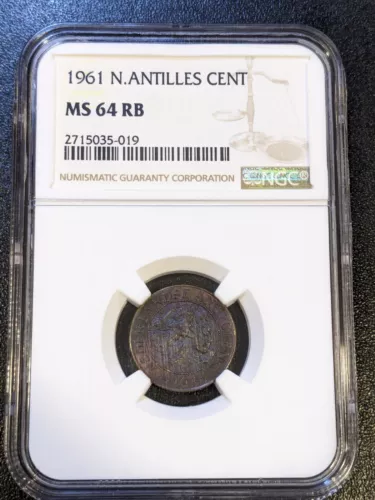 1961 N.ANTILLES CENT
MS 64 RB
2715035-019
NUMISMATIC GUARANTY CORPORATION
NGC®